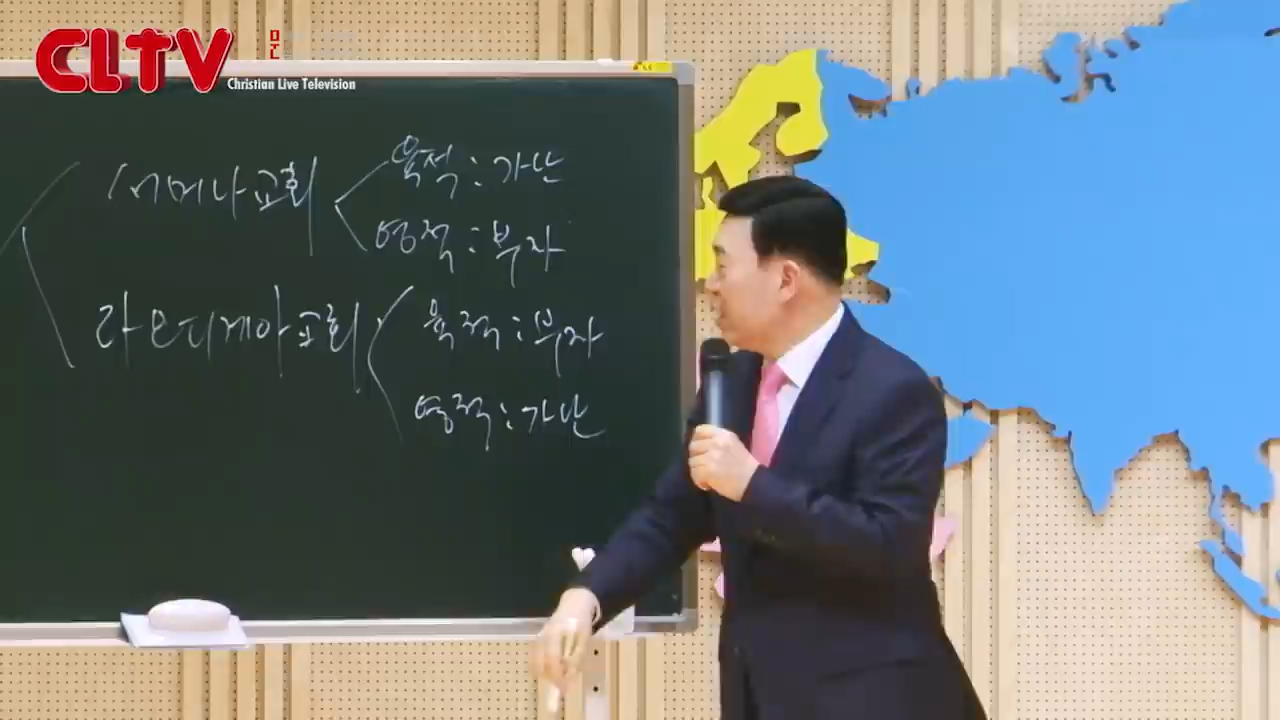 CLTV
Christian Live Television
서머나교회
육적 : 가난
영적 : 부자
라오디게아교회
육적 : 부자
영적 : 가난